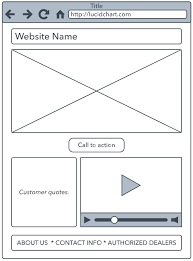 Title
http://lucidchart.com
Website Name
Call to action
Customer quotes.
ABOUT US * CONTACT INFO * AUTHORIZED DEALERS